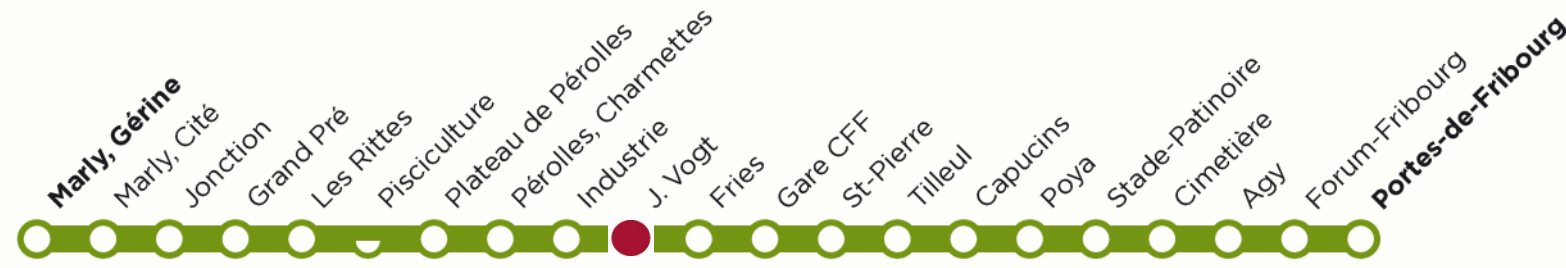 Marly, Gérine
Marly, Cité
Jonction
Grand Pré
Les Rittes
Pisciculture
Plateau de Pérolles
Pérolles, Charmettes
Industrie
J. Vogt
Fries
Gare CFF
St-Pierre
Tilleul
Capucins
Poya
Stade-Patinoire
Cimetière
Agy
Forum-Fribourg
Portes-de-Fribourg